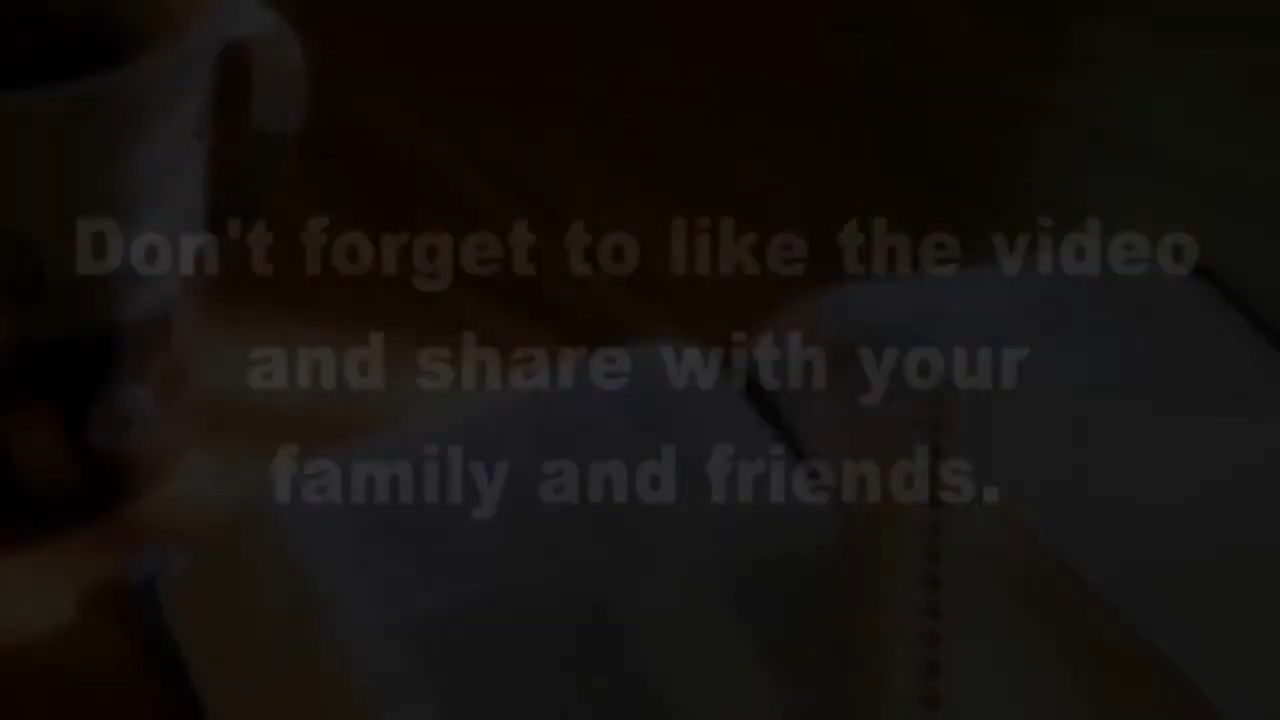 Don't forget to like the video
and share with your
family and friends.